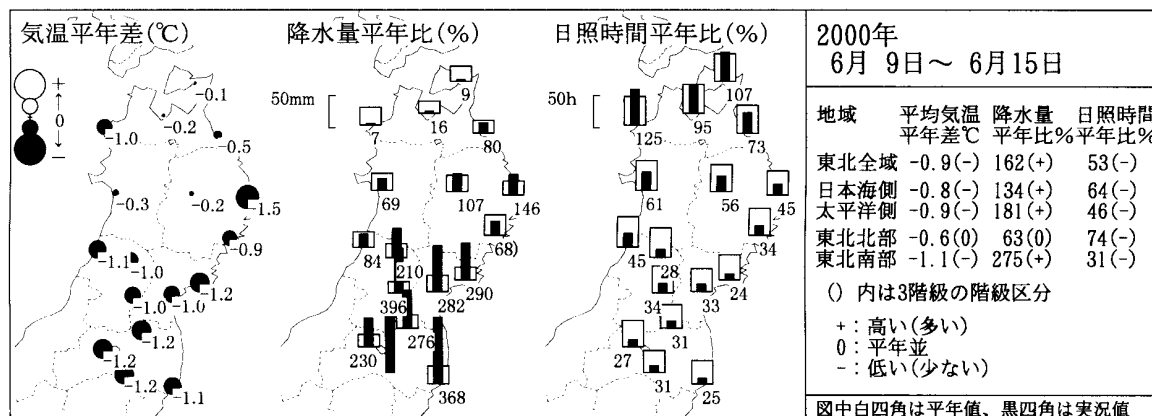 気温平年差(℃)
+
↑
0
↓
−
-0.1
-0.2
-1.0
-0.5
-0.3
-0.2
-1.5
-0.9
-1.1
-1.0
-1.2
-1.0
-1.0
-1.2
-1.2
-1.2
-1.1
降水量平年比(%)
50mm
9
16
7
80
69
107
146
68
84
210
290
396
282
276
230
368
日照時間平年比(%)
50h
107
95
125
73
61
56
45
34
45
28
24
34
33
31
27
31
25
2000年
6月 9日～ 6月15日
地域 平均気温 降水量 日照時間
平年差℃ 平年比% 平年比%
東北全域 -0.9(-) 162(+) 53(-)
日本海側 -0.8(-) 134(+) 64(-)
太平洋側 -0.9(-) 181(+) 46(-)
東北北部 -0.6(0) 63(0) 74(-)
東北南部 -1.1(-) 275(+) 31(-)
() 内は3階級の階級区分
+：高い(多い)
0：平年並
-：低い(少ない)
図中白四角は平年値、黒四角は実況値